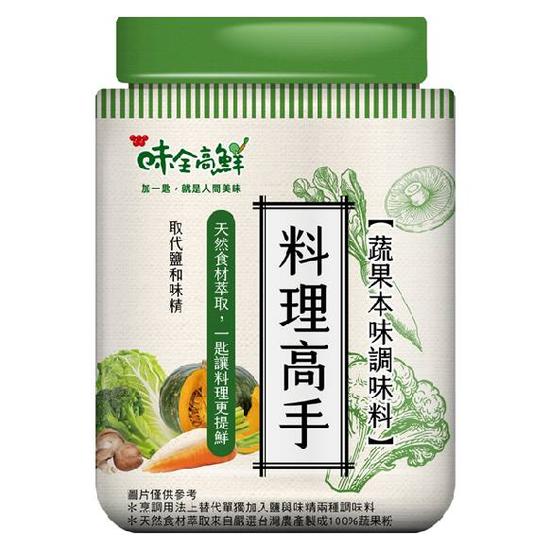 味全高鮮
加一匙，就是人間美味
取代鹽和味精
天然食材萃取，一匙讓料理更提鮮
料理高手
【蔬果本味調味料】
圖片僅供參考
＊烹調用法上替代單獨加入鹽與味精兩種調味料
＊天然食材萃取來自嚴選台灣農產製成100%蔬果粉